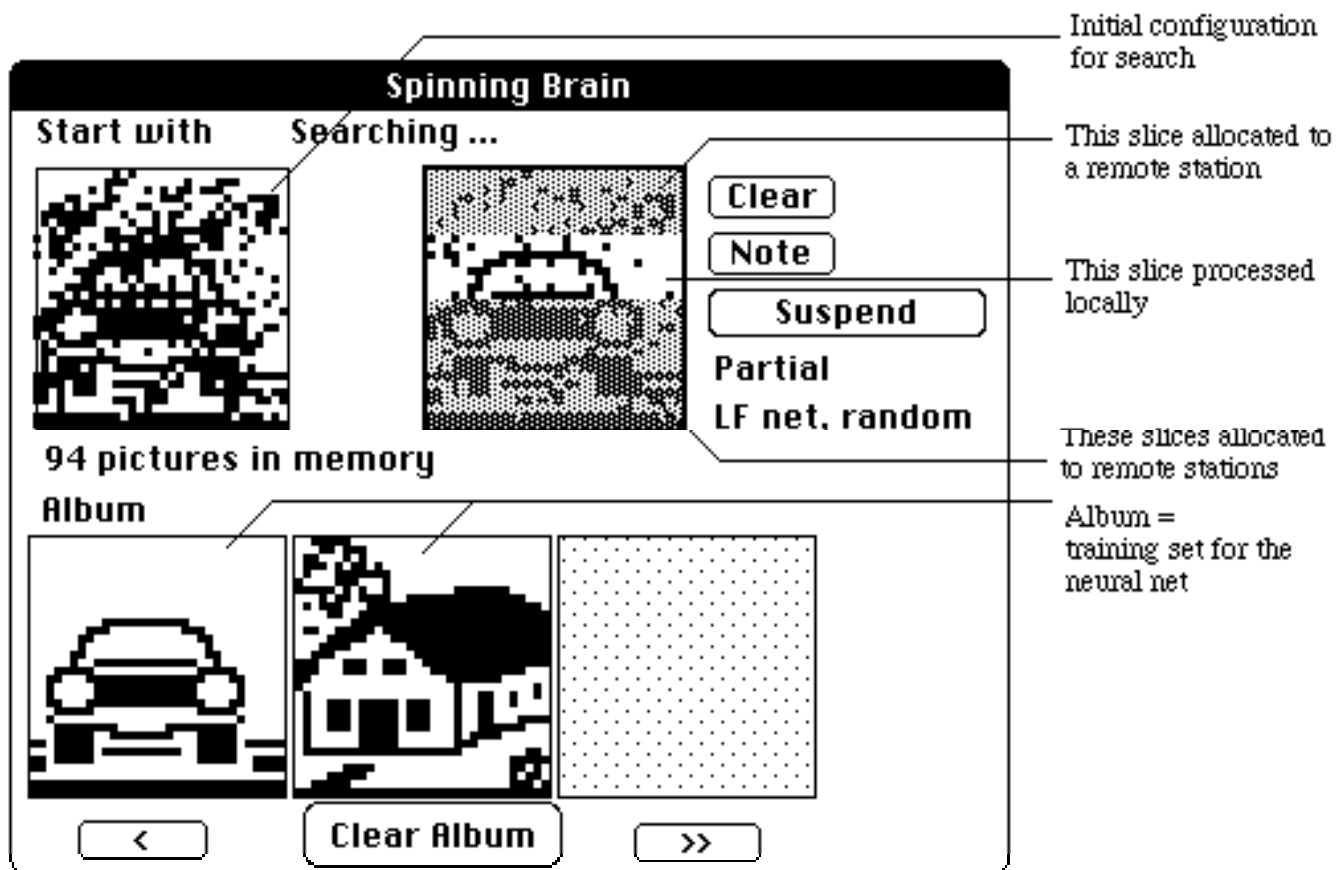 Initial configuration
for search
Spinning Brain
Start with
Searching ...
This slice allocated to
a remote station
Clear
Note
This slice processed
locally
Suspend
Partial
LF net, random
These slices allocated
to remote stations
94 pictures in memory
Album
Album =
training set for the
neural net
<
Clear Album
>>